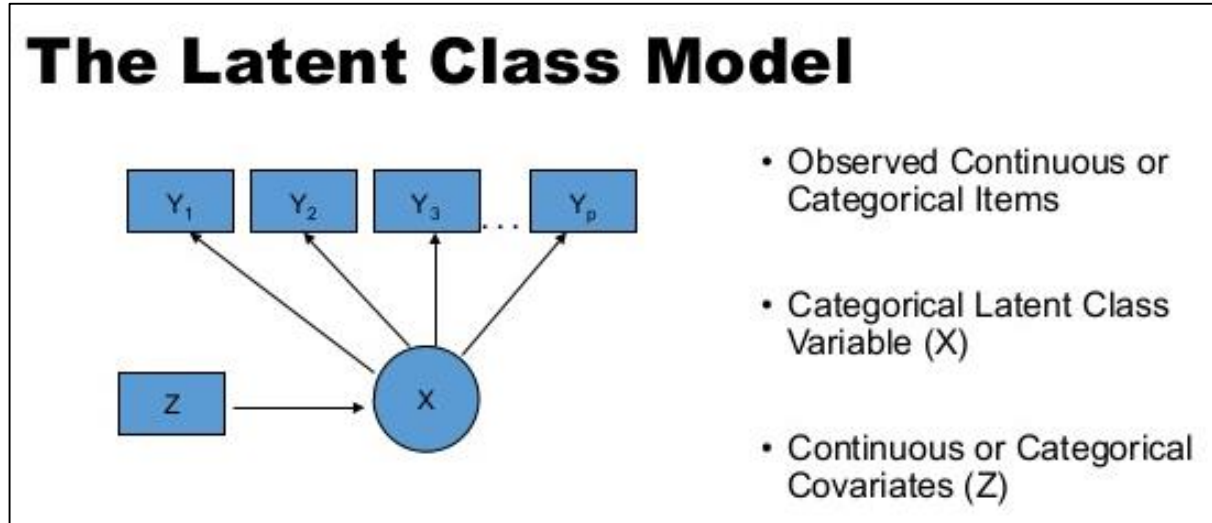 The Latent Class Model
Y₁ Y₂ Y₃ ... Yₚ
Z X
• Observed Continuous or
Categorical Items
• Categorical Latent Class
Variable (X)
• Continuous or Categorical
Covariates (Z)